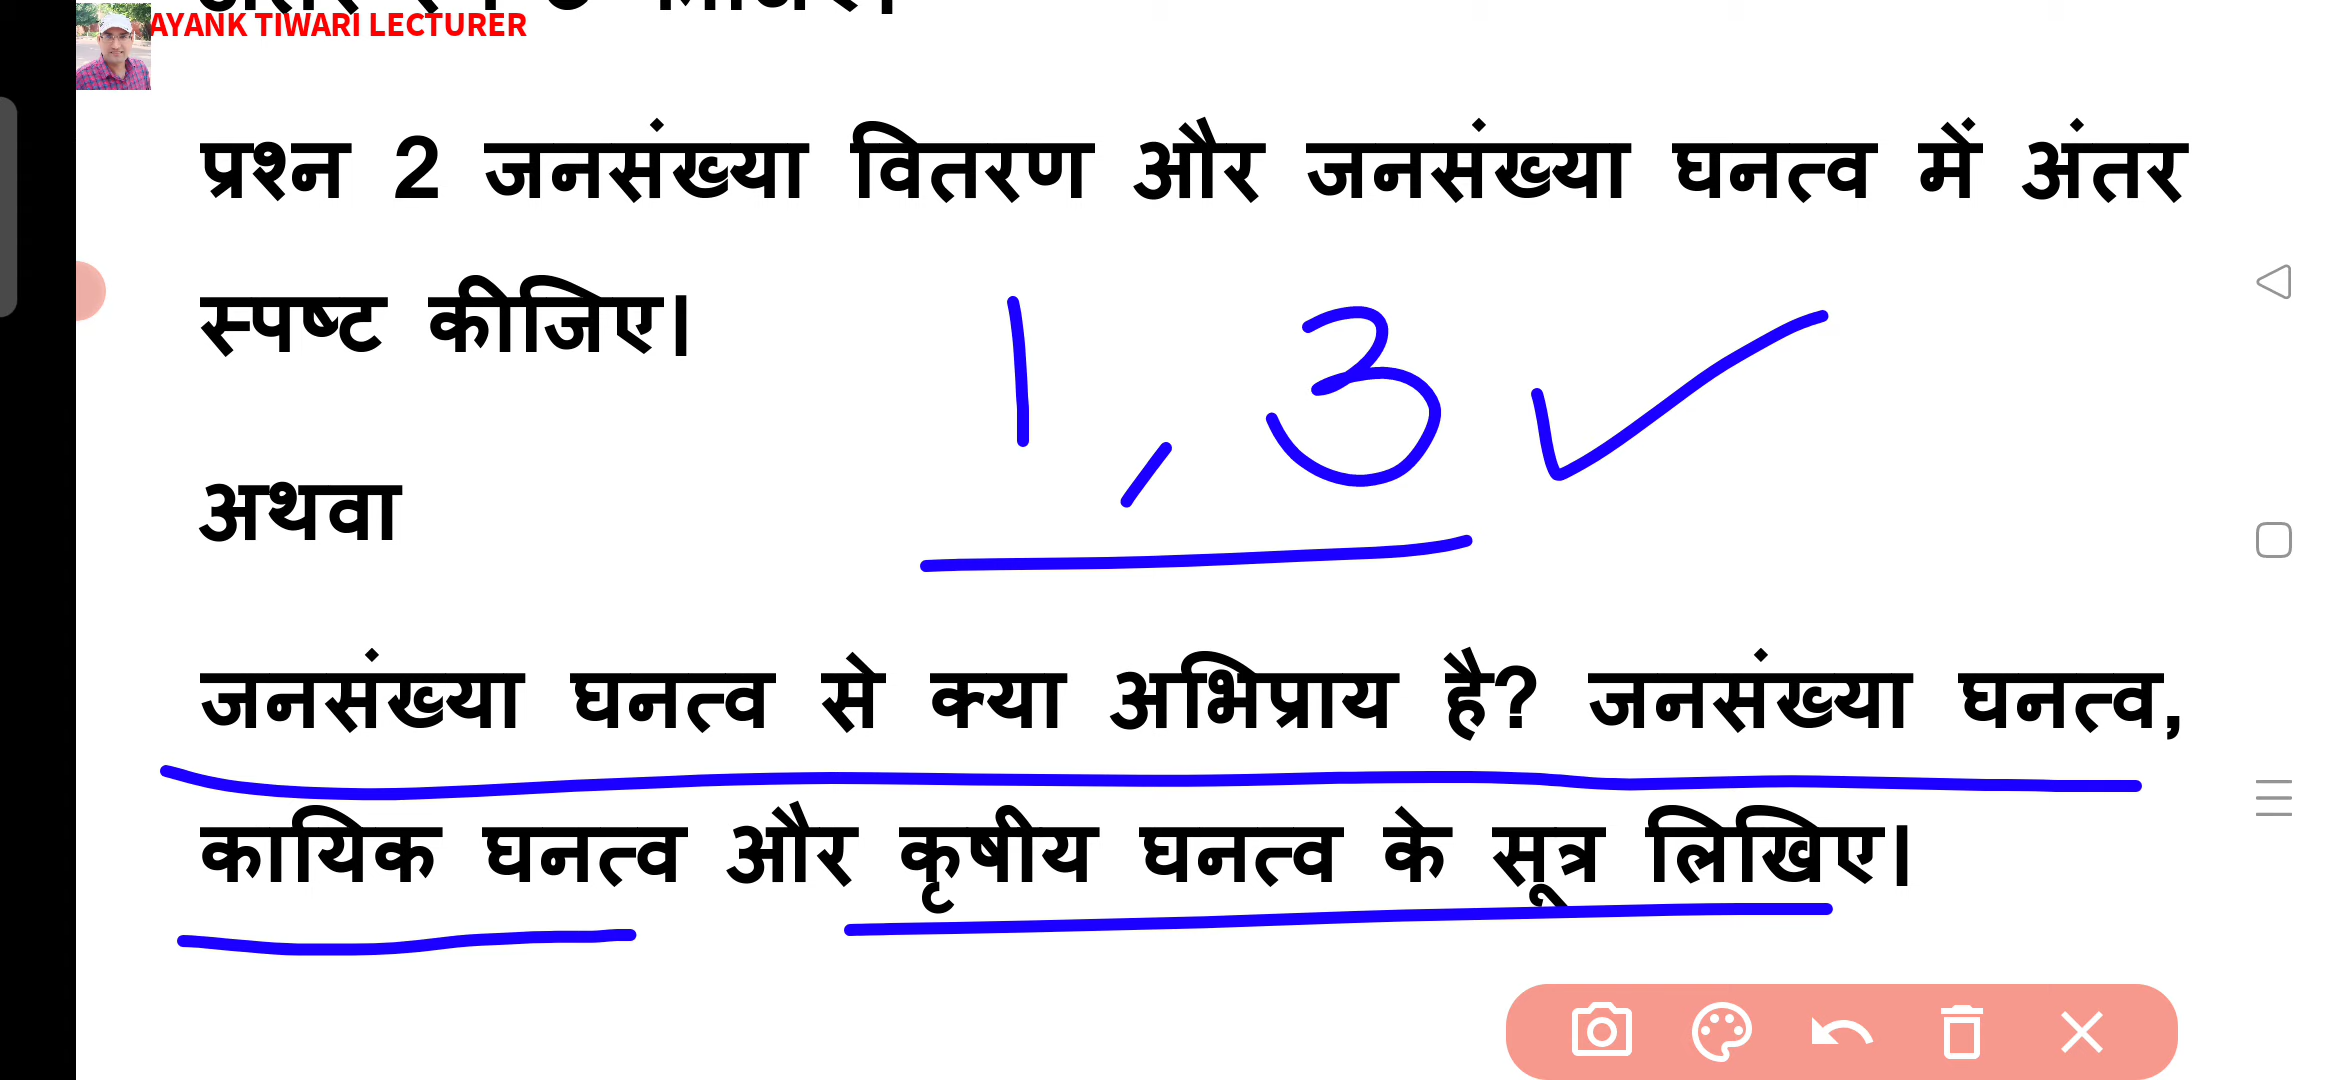 AYANK TIWARI LECTURER
प्रश्न 2 जनसंख्या वितरण और जनसंख्या घनत्व में अंतर
स्पष्ट कीजिए।
1, 3
अथवा
जनसंख्या घनत्व से क्या अभिप्राय है? जनसंख्या घनत्व,
कायिक घनत्व और कृषीय घनत्व के सूत्र लिखिए।